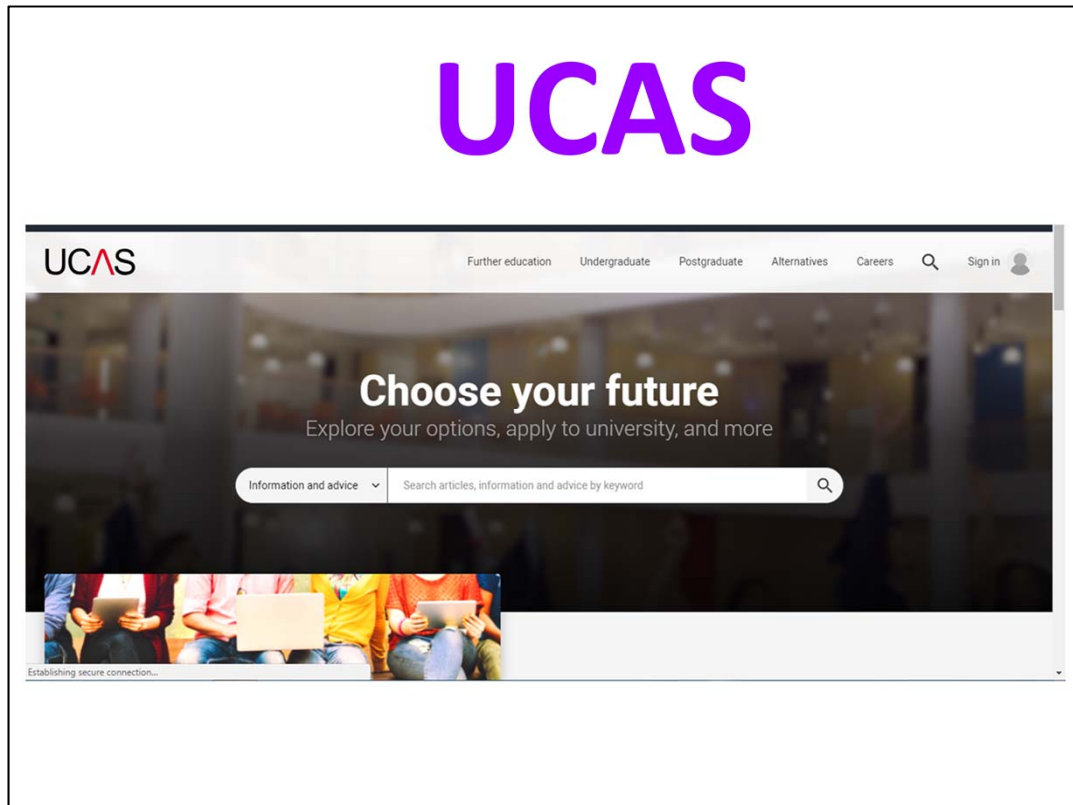 UCAS
UCAS
Further education Undergraduate Postgraduate Alternatives Careers Sign in
Choose your future
Explore your options, apply to university, and more
Information and advice Search articles, information and advice by keyword
Establishing secure connection...